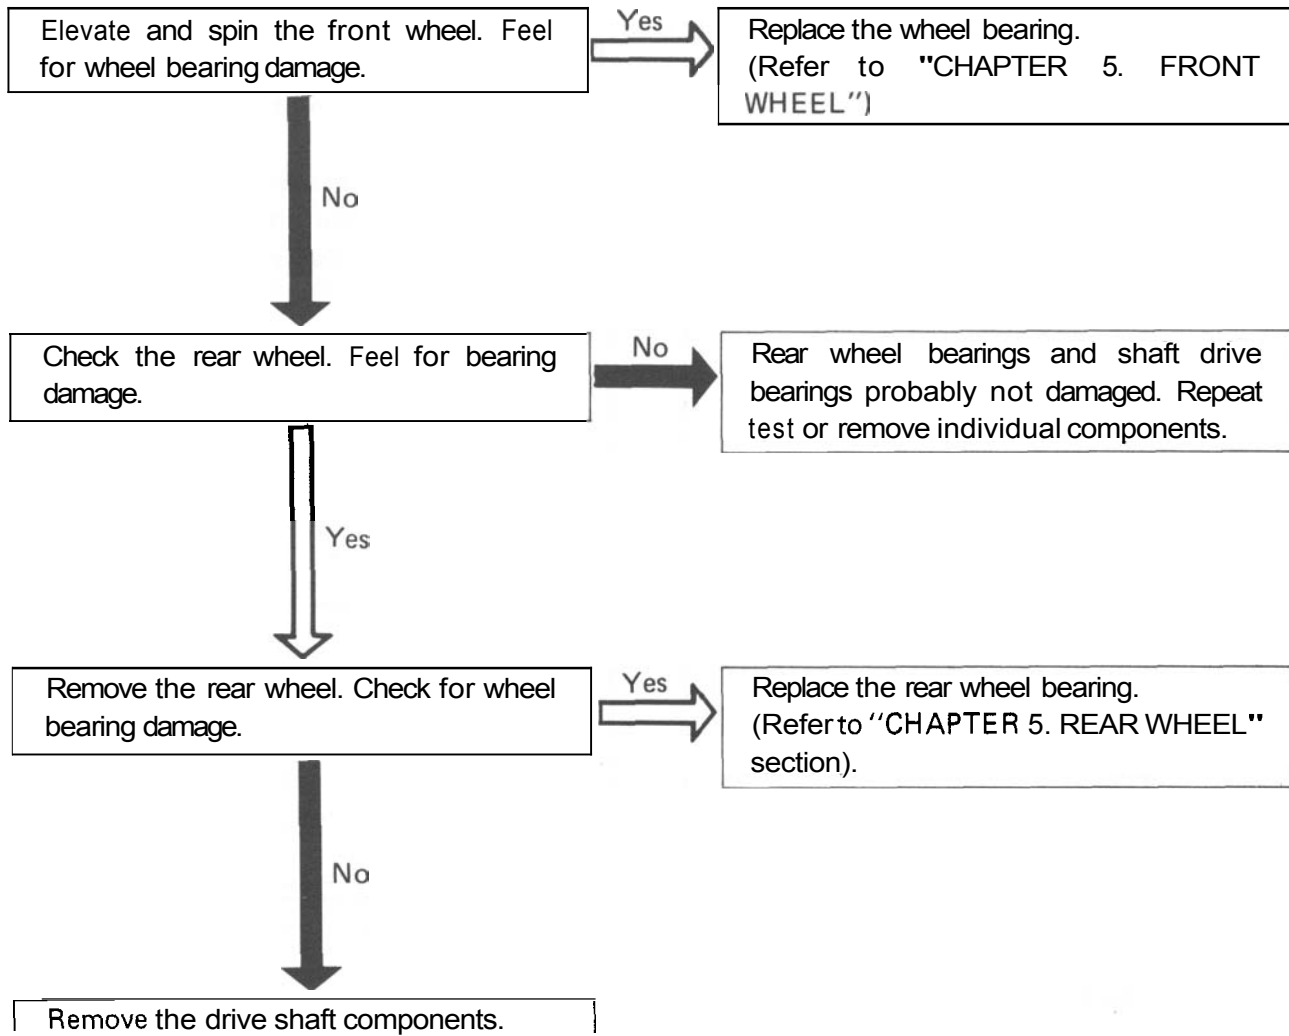 Elevate and spin the front wheel. Feel
for wheel bearing damage.
Yes
Replace the wheel bearing.
(Refer to "CHAPTER 5. FRONT
WHEEL")
No
Check the rear wheel. Feel for bearing
damage.
No
Rear wheel bearings and shaft drive
bearings probably not damaged. Repeat
test or remove individual components.
Yes
Remove the rear wheel. Check for wheel
bearing damage.
Yes
Replace the rear wheel bearing.
(Refer to "CHAPTER 5. REAR WHEEL"
section).
No
Remove the drive shaft components.